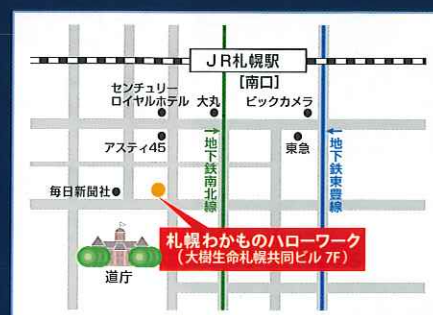 JR札幌駅
[南口]
センチュリー
ロイヤルホテル
大丸
ビックカメラ
アスティ45
←地下鉄南北線
東急
←地下鉄東豊線
毎日新聞社
札幌わかものハローワーク
(大樹生命札幌共同ビル 7F)
道庁